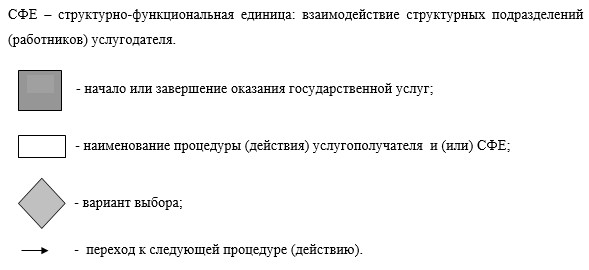 СФЕ – структурно-функциональная единица: взаимодействие структурных подразделений
(работников) услугодателя.
- начало или завершение оказания государственной услуг;
- наименование процедуры (действия) услугополучателя и (или) СФЕ;
- вариант выбора;
- переход к следующей процедуре (действию).